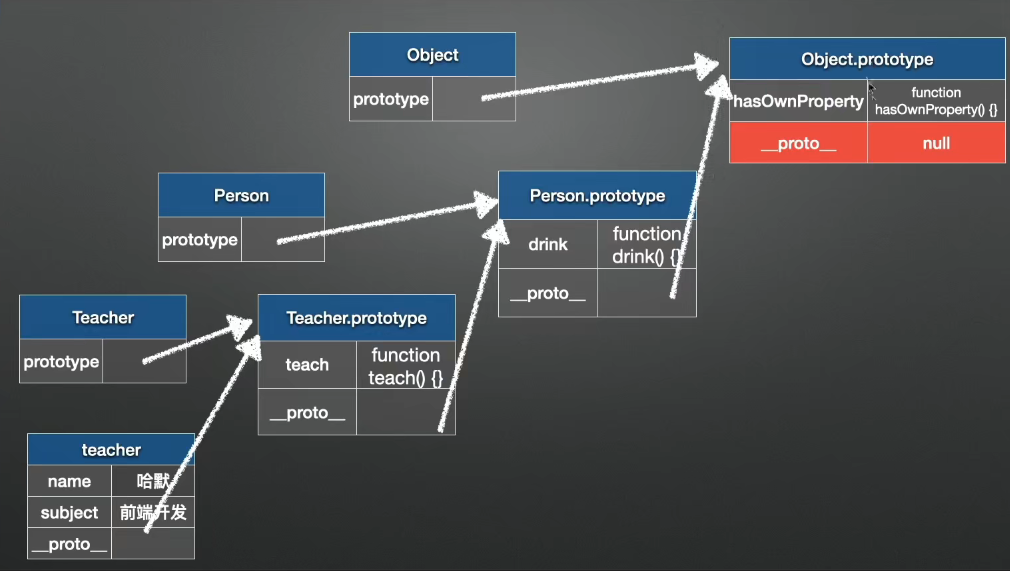 Object
prototype
Object.prototype
hasOwnProperty
function
hasOwnProperty() {}
__proto__
null
Person
prototype
Person.prototype
drink
function
drink() {}
__proto__
Teacher
prototype
Teacher.prototype
teach
function
teach() {}
__proto__
teacher
name
哈默
subject
前端开发
__proto__